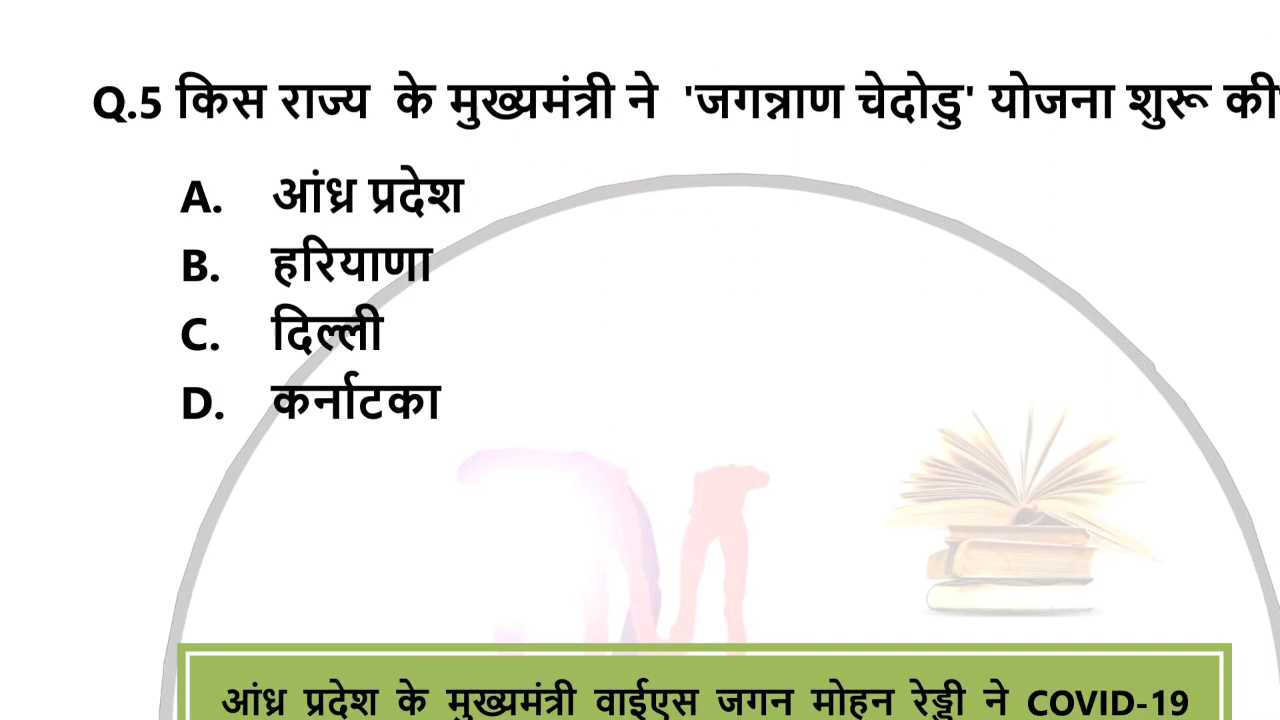 Q.5 किस राज्य के मुख्यमंत्री ने 'जगन्नाण चेदोडु' योजना शुरू की
A. आंध्र प्रदेश
B. हरियाणा
C. दिल्ली
D. कर्नाटका
आंध्र प्रदेश के मुख्यमंत्री वाईएस जगन मोहन रेड्डी ने COVID-19